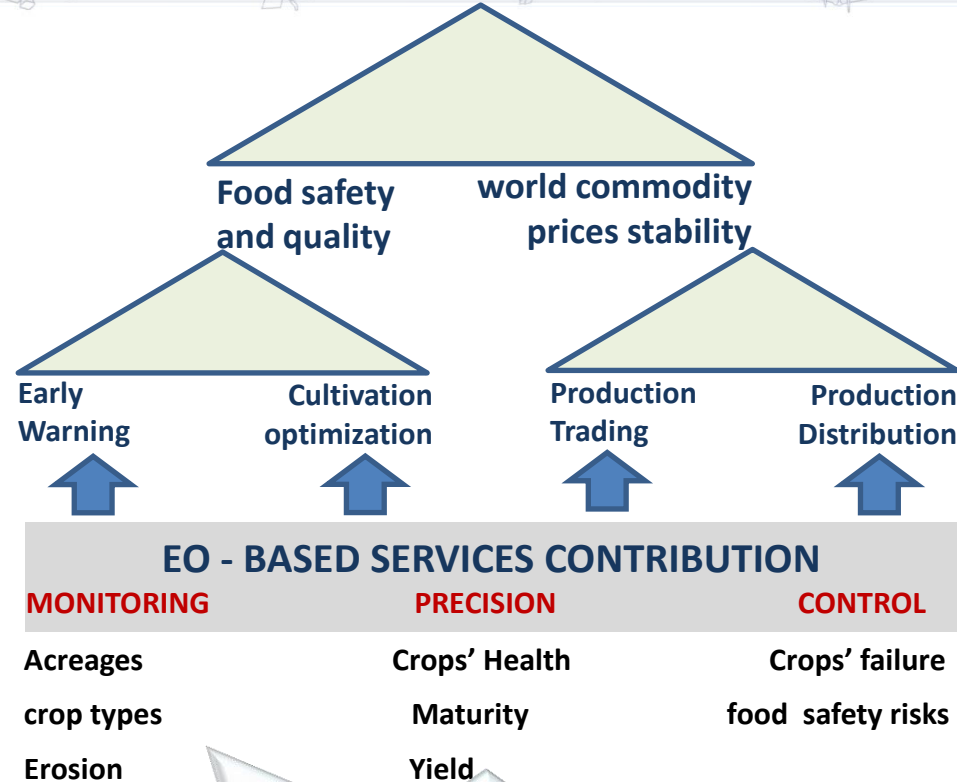 Food safety
and quality
world commodity
prices stability
Early
Warning
Cultivation
optimization
Production
Trading
Production
Distribution
EO - BASED SERVICES CONTRIBUTION
MONITORING PRECISION CONTROL
Acreages Crops’ Health Crops’ failure
crop types Maturity food safety risks
Erosion Yield